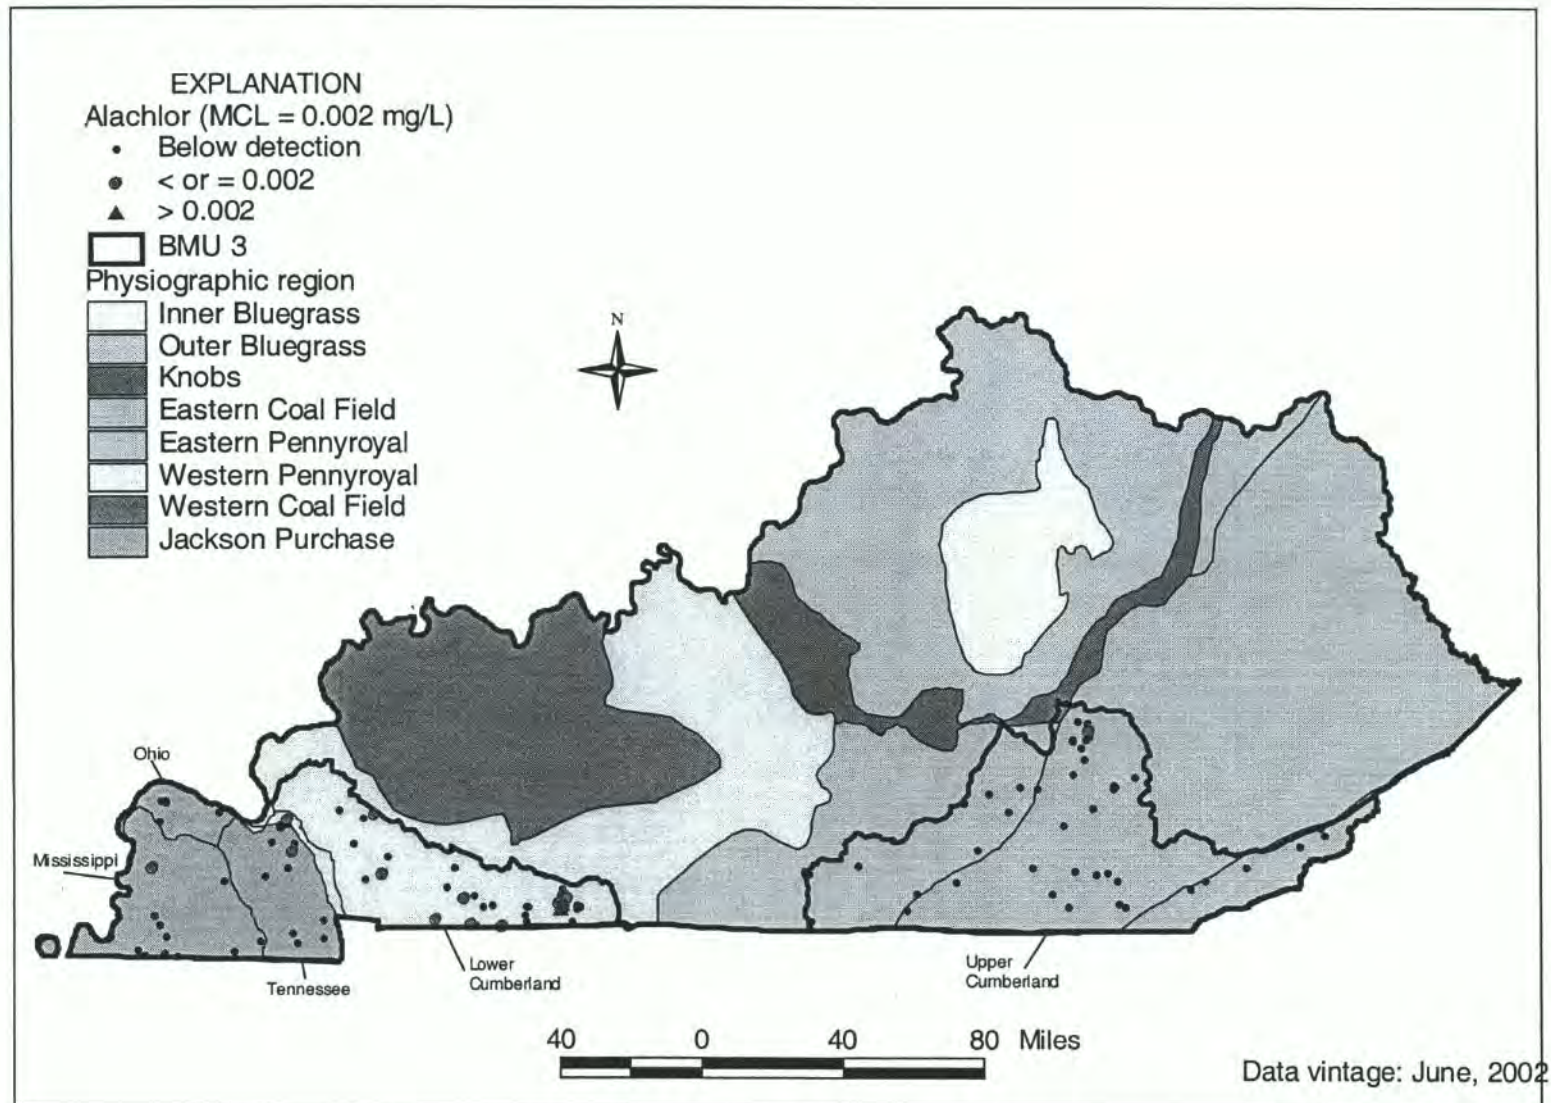 EXPLANATION
Alachlor (MCL = 0.002 mg/L)
Below detection
< or = 0.002
> 0.002
BMU 3
Physiographic region
Inner Bluegrass
Outer Bluegrass
Knobs
Eastern Coal Field
Eastern Pennyroyal
Western Pennyroyal
Western Coal Field
Jackson Purchase
N
Ohio
Mississippi
Tennessee
Lower
Cumberland
Upper
Cumberland
40 0 40 80 Miles
Data vintage: June, 2002